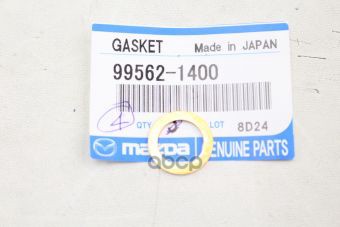 GASKET Made in JAPAN
99562-1400
QTY LOT 8D24
mazda GENUINE PARTS